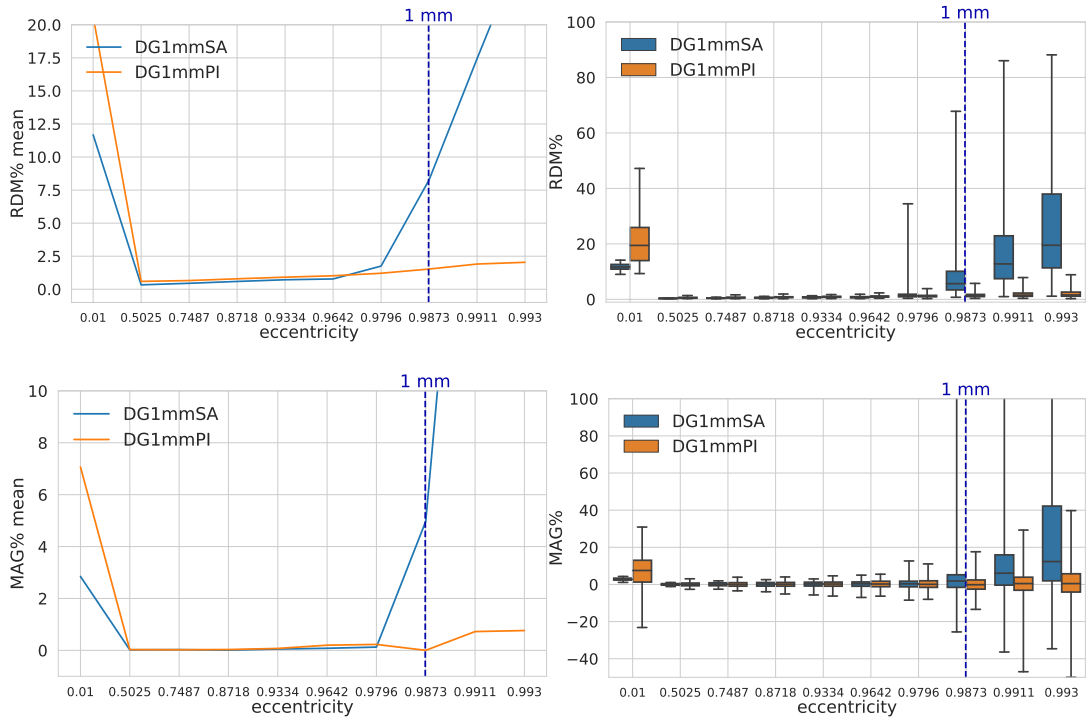 1 mm
20.0
17.5
15.0
12.5
10.0
7.5
5.0
2.5
0.0
RDM% mean
DG1mmSA
DG1mmPI
0.01 0.5025 0.7487 0.8718 0.9334 0.9642 0.9796 0.9873 0.9911 0.993
eccentricity
1 mm
100
80
60
40
20
0
RDM%
DG1mmSA
DG1mmPI
0.01 0.5025 0.7487 0.8718 0.9334 0.9642 0.9796 0.9873 0.9911 0.993
eccentricity
1 mm
10
8
6
4
2
0
MAG% mean
DG1mmSA
DG1mmPI
0.01 0.5025 0.7487 0.8718 0.9334 0.9642 0.9796 0.9873 0.9911 0.993
eccentricity
1 mm
100
80
60
40
20
0
−20
−40
MAG%
DG1mmSA
DG1mmPI
0.01 0.5025 0.7487 0.8718 0.9334 0.9642 0.9796 0.9873 0.9911 0.993
eccentricity